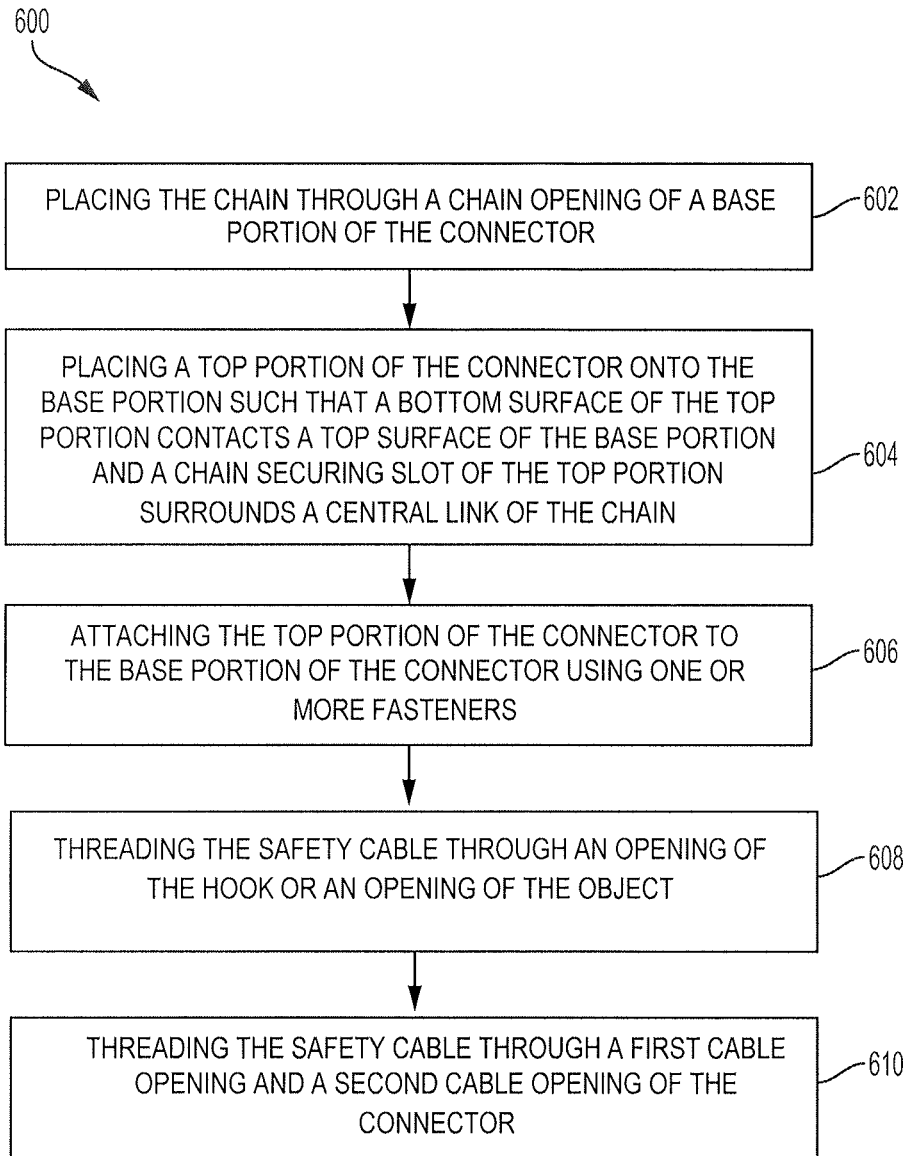 600
PLACING THE CHAIN THROUGH A CHAIN OPENING OF A BASE
PORTION OF THE CONNECTOR
602
PLACING A TOP PORTION OF THE CONNECTOR ONTO THE
BASE PORTION SUCH THAT A BOTTOM SURFACE OF THE TOP
PORTION CONTACTS A TOP SURFACE OF THE BASE PORTION
AND A CHAIN SECURING SLOT OF THE TOP PORTION
SURROUNDS A CENTRAL LINK OF THE CHAIN
604
ATTACHING THE TOP PORTION OF THE CONNECTOR TO
THE BASE PORTION OF THE CONNECTOR USING ONE OR
MORE FASTENERS
606
THREADING THE SAFETY CABLE THROUGH AN OPENING OF
THE HOOK OR AN OPENING OF THE OBJECT
608
THREADING THE SAFETY CABLE THROUGH A FIRST CABLE
OPENING AND A SECOND CABLE OPENING OF THE
CONNECTOR
610